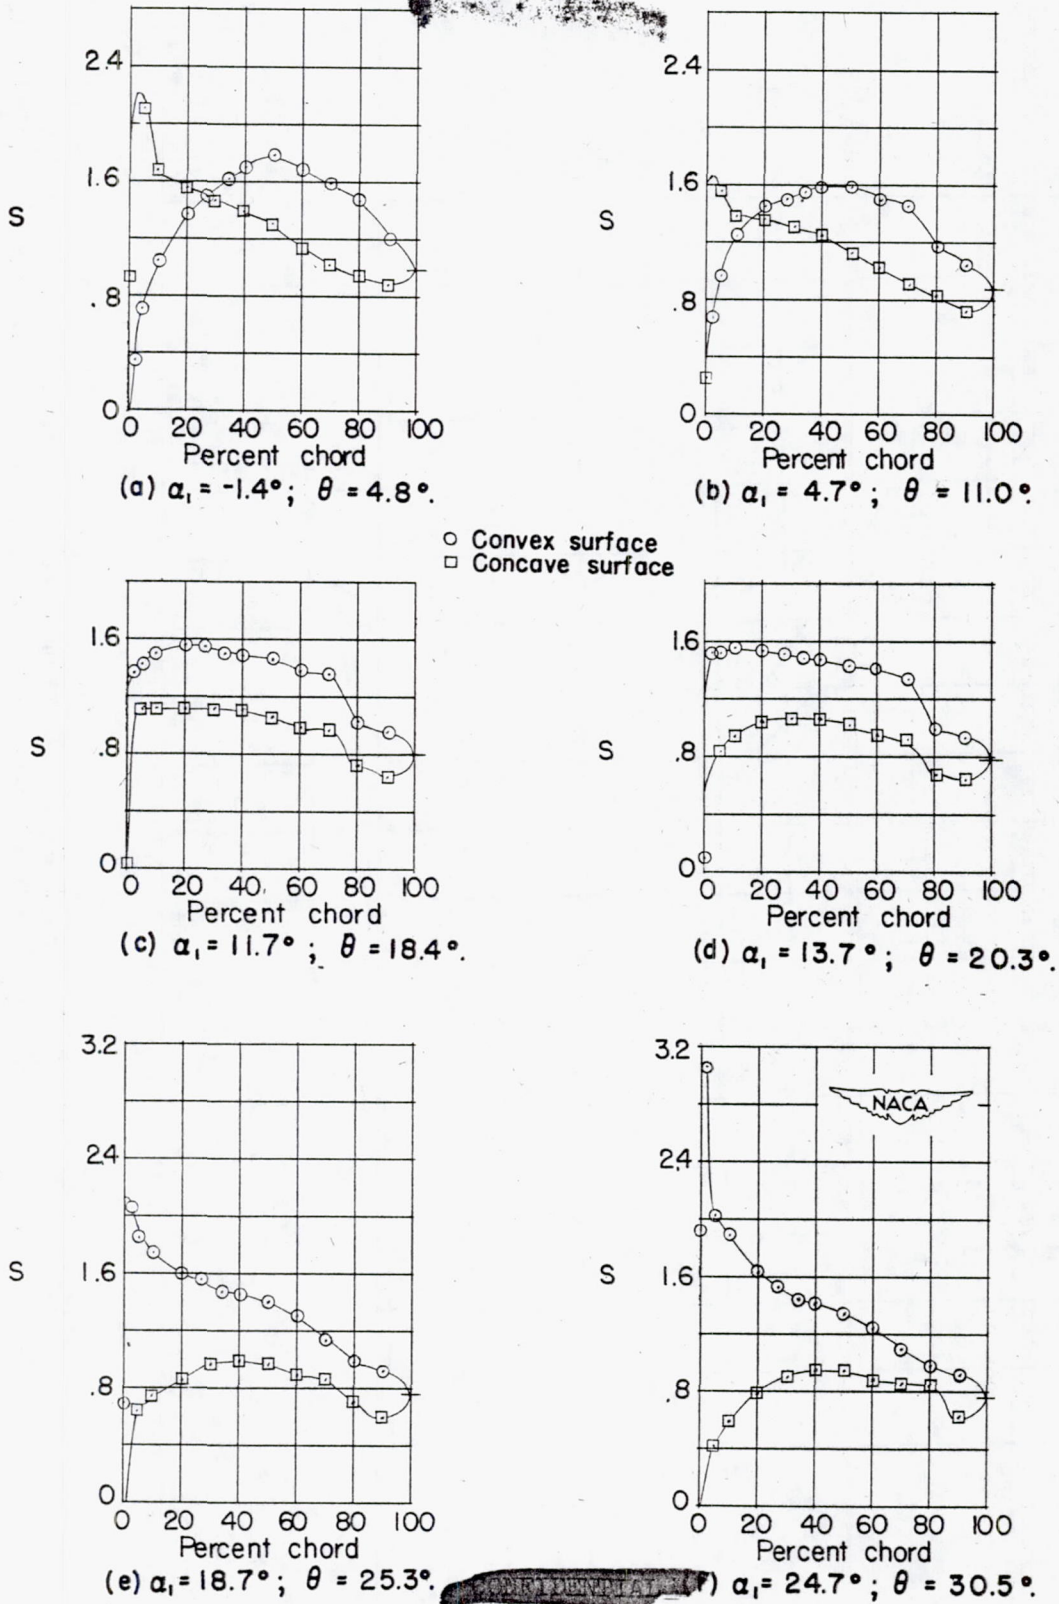 2.4
1.6
S
.8
0
0 20 40 60 80 100
Percent chord
(a) α₁ = -1.4°; θ = 4.8°.
2.4
1.6
S
.8
0
0 20 40 60 80 100
Percent chord
(b) α₁ = 4.7°; θ = 11.0°.
○ Convex surface
□ Concave surface
1.6
S
.8
0
0 20 40 60 80 100
Percent chord
(c) α₁ = 11.7°; θ = 18.4°.
1.6
S
.8
0
0 20 40 60 80 100
Percent chord
(d) α₁ = 13.7°; θ = 20.3°.
3.2
2.4
S
1.6
.8
0
0 20 40 60 80 100
Percent chord
(e) α₁ = 18.7°; θ = 25.3°.
3.2
NACA
2.4
S
1.6
.8
0
0 20 40 60 80 100
Percent chord
) α₁ = 24.7°; θ = 30.5°.
CONFIDENTIAL